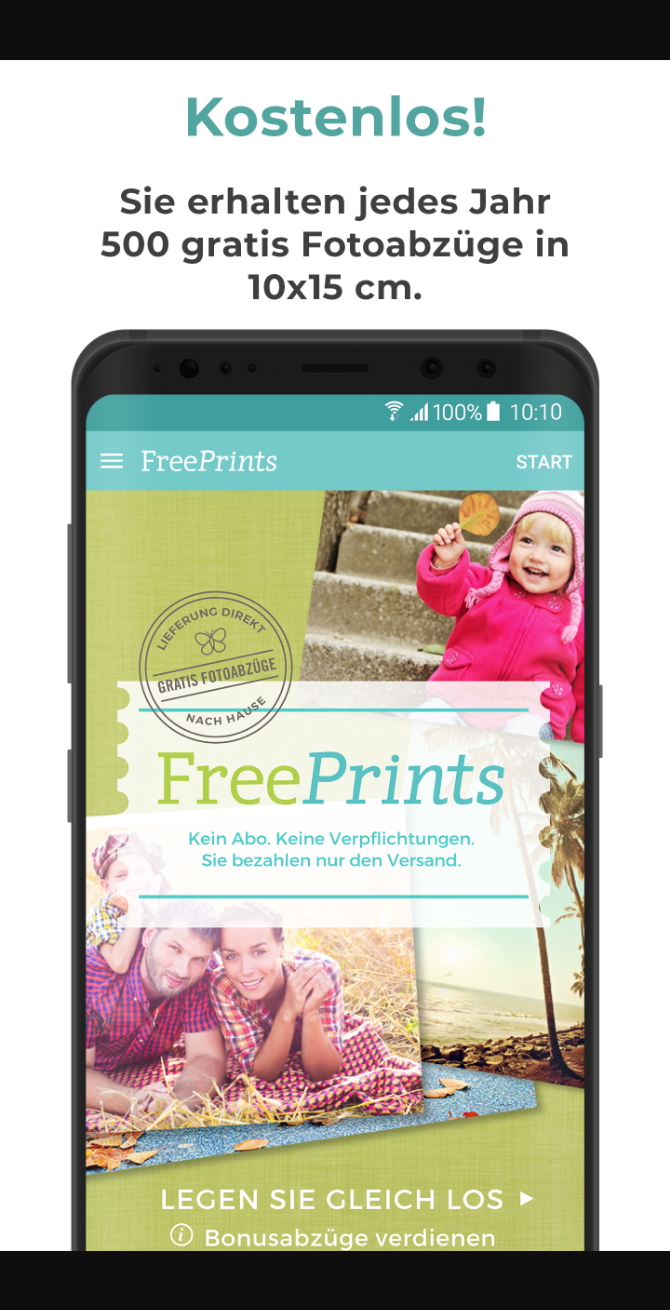 Kostenlos!
Sie erhalten jedes Jahr
500 gratis Fotoabzüge in
10x15 cm.
100% 10:10
FreePrints START
LIEFERUNG DIREKT
GRATIS FOTOABZÜGE
NACH HAUSE
FreePrints
Kein Abo. Keine Verpflichtungen.
Sie bezahlen nur den Versand.
LEGEN SIE GLEICH LOS
Bonusabzüge verdienen